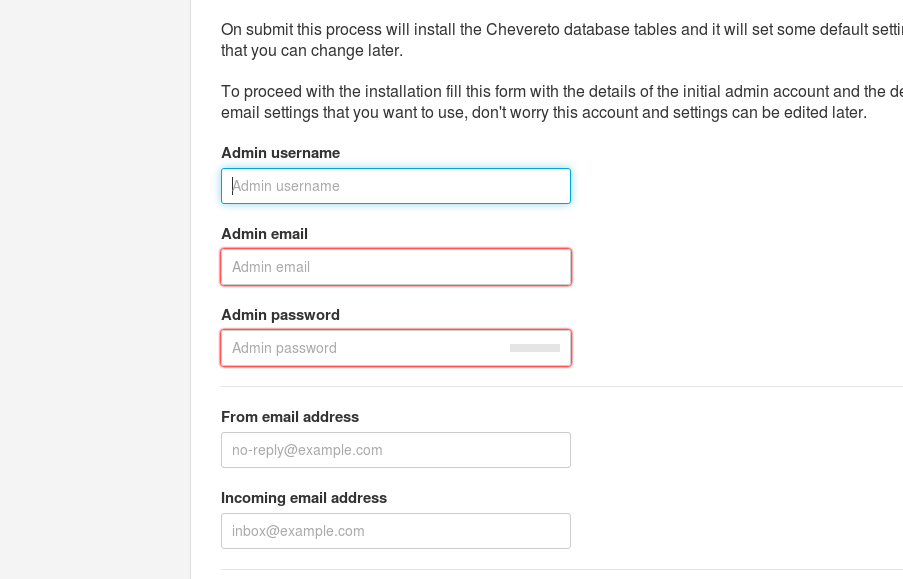 On submit this process will install the Chevereto database tables and it will set some default
that you can change later.
To proceed with the installation fill this form with the details of the initial admin account and the
email settings that you want to use, don't worry this account and settings can be edited later.
Admin username
Admin username
Admin email
Admin email
Admin password
Admin password
From email address
no-reply@example.com
Incoming email address
inbox@example.com